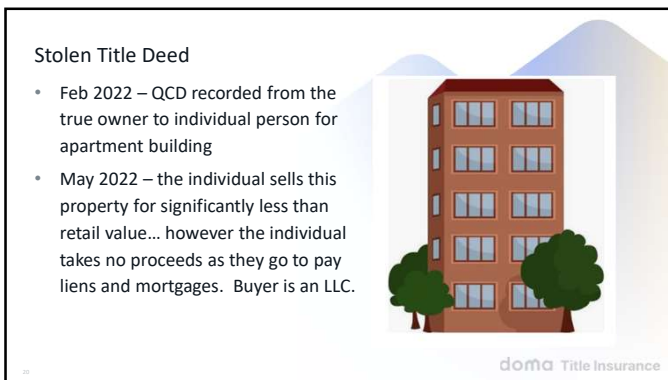 Stolen Title Deed
• Feb 2022 – QCD recorded from the
true owner to individual person for
apartment building
• May 2022 – the individual sells this
property for significantly less than
retail value… however the individual
takes no proceeds as they go to pay
liens and mortgages.  Buyer is an LLC.
20
doma Title Insurance